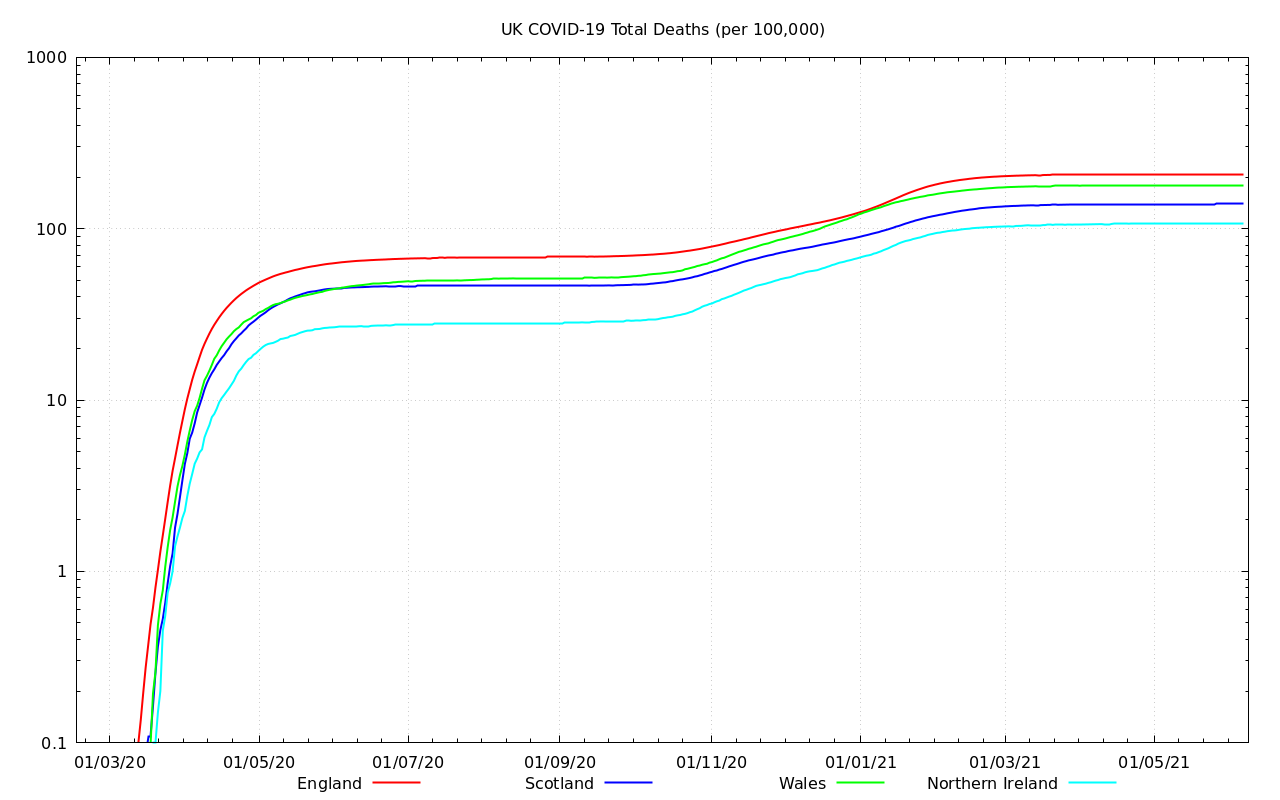 UK COVID-19 Total Deaths (per 100,000)
1000
100
10
1
0.1
01/03/20 01/05/20 01/07/20 01/09/20 01/11/20 01/01/21 01/03/21 01/05/21
England Scotland Wales Northern Ireland